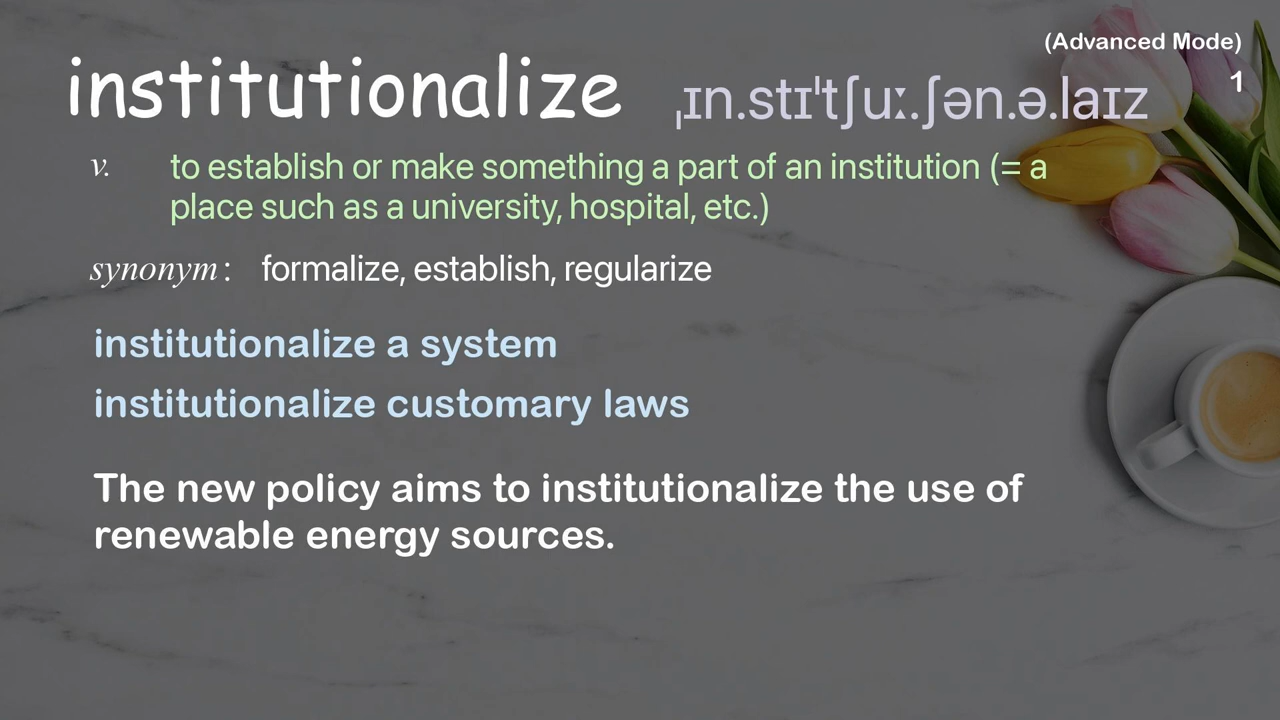 (Advanced Mode)
1
institutionalize ˌɪn.stɪˈtʃuː.ʃən.ə.laɪz
v. to establish or make something a part of an institution (= a
place such as a university, hospital, etc.)
synonym: formalize, establish, regularize
institutionalize a system
institutionalize customary laws
The new policy aims to institutionalize the use of
renewable energy sources.